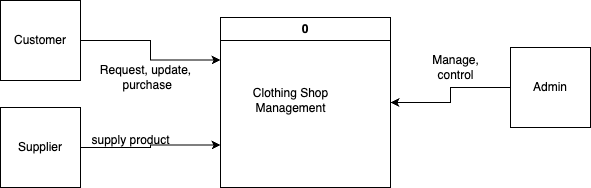 0
Customer
Request, update,
purchase
Clothing Shop
Management
Manage,
control
Admin
supply product
Supplier